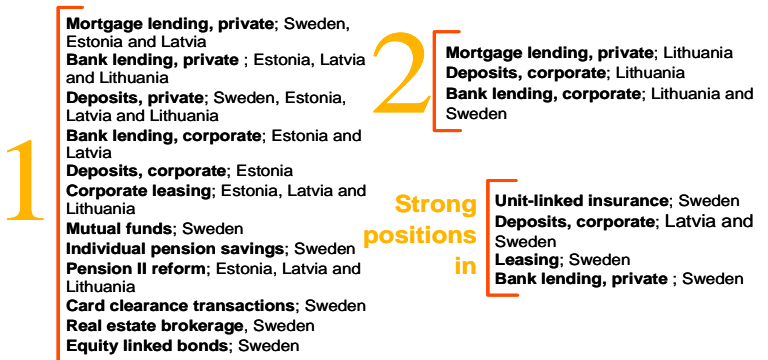 1
Mortgage lending, private; Sweden,
Estonia and Latvia
Bank lending, private ; Estonia, Latvia
and Lithuania
Deposits, private; Sweden, Estonia,
Latvia and Lithuania
Bank lending, corporate; Estonia and
Latvia
Deposits, corporate; Estonia
Corporate leasing; Estonia, Latvia and
Lithuania
Mutual funds; Sweden
Individual pension savings; Sweden
Pension II reform; Estonia, Latvia and
Lithuania
Card clearance transactions; Sweden
Real estate brokerage, Sweden
Equity linked bonds; Sweden
2
Mortgage lending, private; Lithuania
Deposits, corporate; Lithuania
Bank lending, corporate; Lithuania and
Sweden
Strong
positions
in
Unit-linked insurance; Sweden
Deposits, corporate; Latvia and
Sweden
Leasing; Sweden
Bank lending, private ; Sweden